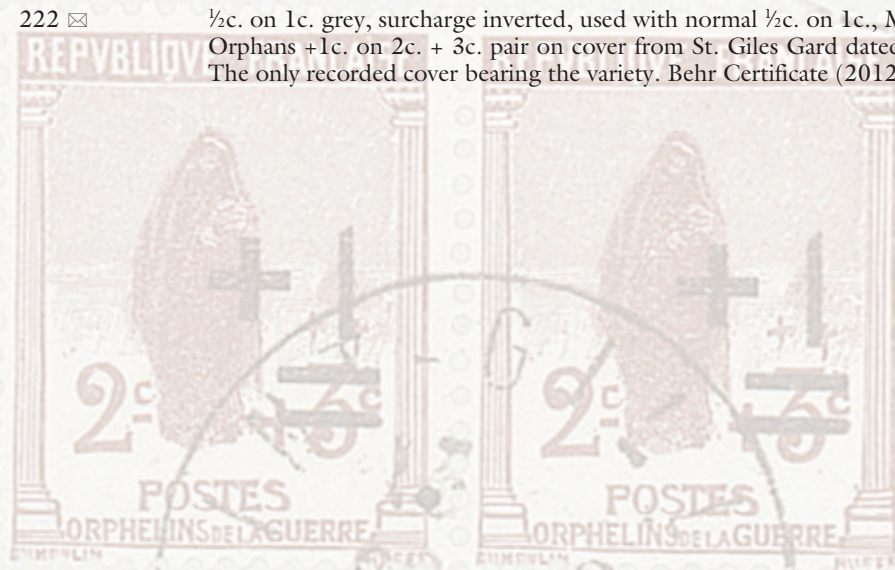 222 ✉ ½c. on 1c. grey, surcharge inverted, used with normal ½c. on 1c.,
Orphans +1c. on 2c. + 3c. pair on cover from St. Giles Gard dated
The only recorded cover bearing the variety. Behr Certificate (2012
REPVBLIQV
+ 1 + 1
2c 2c
POSTES POSTES
ORPHELINS DE LA GUERRE ORPHELINS DE LA GUERRE